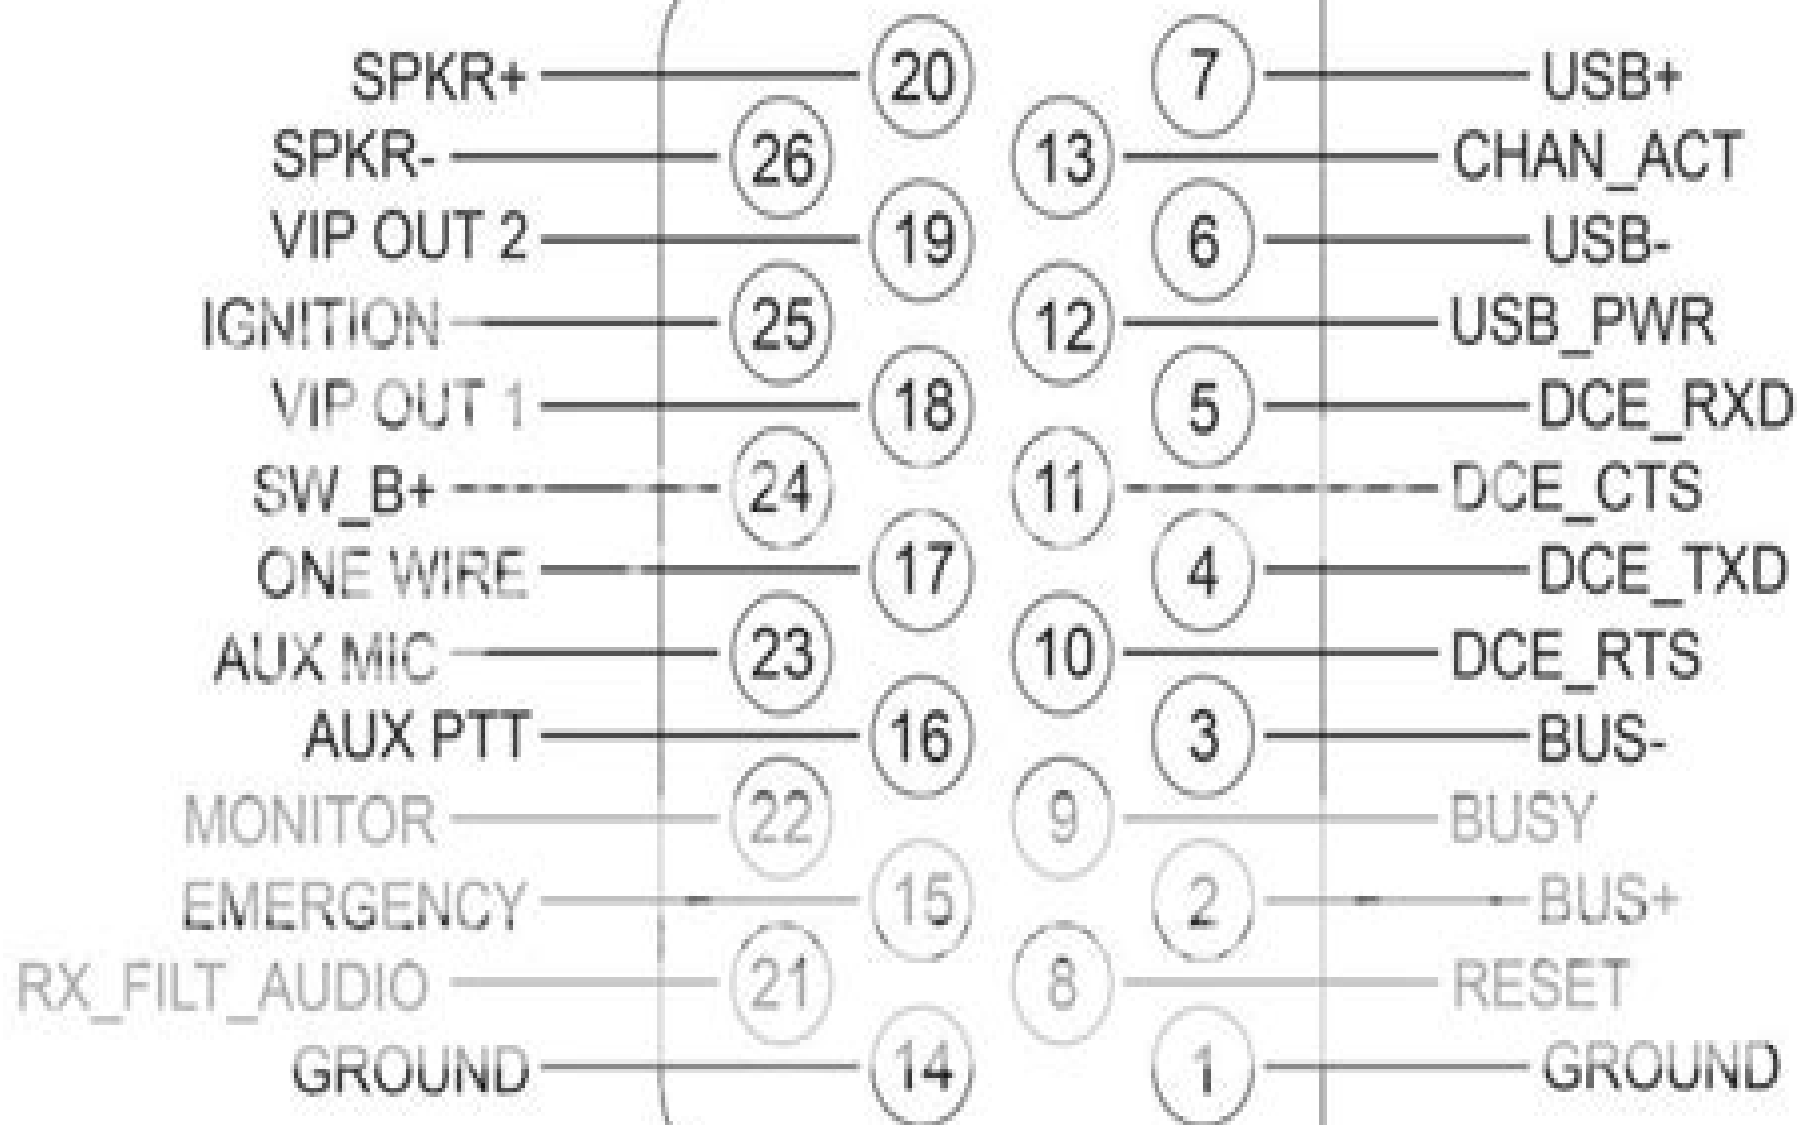 SPKR+ 20 7 USB+
SPKR- 26 13 CHAN_ACT
VIP OUT 2 19 6 USB-
IGNITION 25 12 USB_PWR
VIP OUT 1 18 5 DCE_RXD
SW_B+ 24 11 DCE_CTS
ONE WIRE 17 4 DCE_TXD
AUX MIC 23 10 DCE_RTS
AUX PTT 16 3 BUS-
MONITOR 22 9 BUSY
EMERGENCY 15 2 BUS+
RX_FILT_AUDIO 21 8 RESET
GROUND 14 1 GROUND